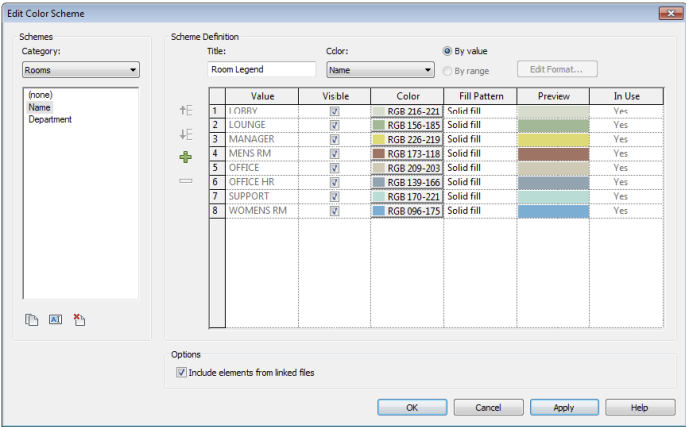 Edit Color Scheme
Schemes
Category:
Rooms
(none)
Name
Department
Scheme Definition
Title:
Color:
By value
Room Legend
Name
By range
Edit Format...
Value Visible Color Fill Pattern Preview In Use
1 LOBBY RGB 216-221 Solid fill Yes
2 LOUNGE RGB 156-185 Solid fill Yes
3 MANAGER RGB 226-219 Solid fill Yes
4 MENS RM RGB 173-118 Solid fill Yes
5 OFFICE RGB 209-203 Solid fill Yes
6 OFFICE HR RGB 139-166 Solid fill Yes
7 SUPPORT RGB 170-221 Solid fill Yes
8 WOMENS RM RGB 096-175 Solid fill Yes
AI
Options
Include elements from linked files
OK
Cancel
Apply
Help